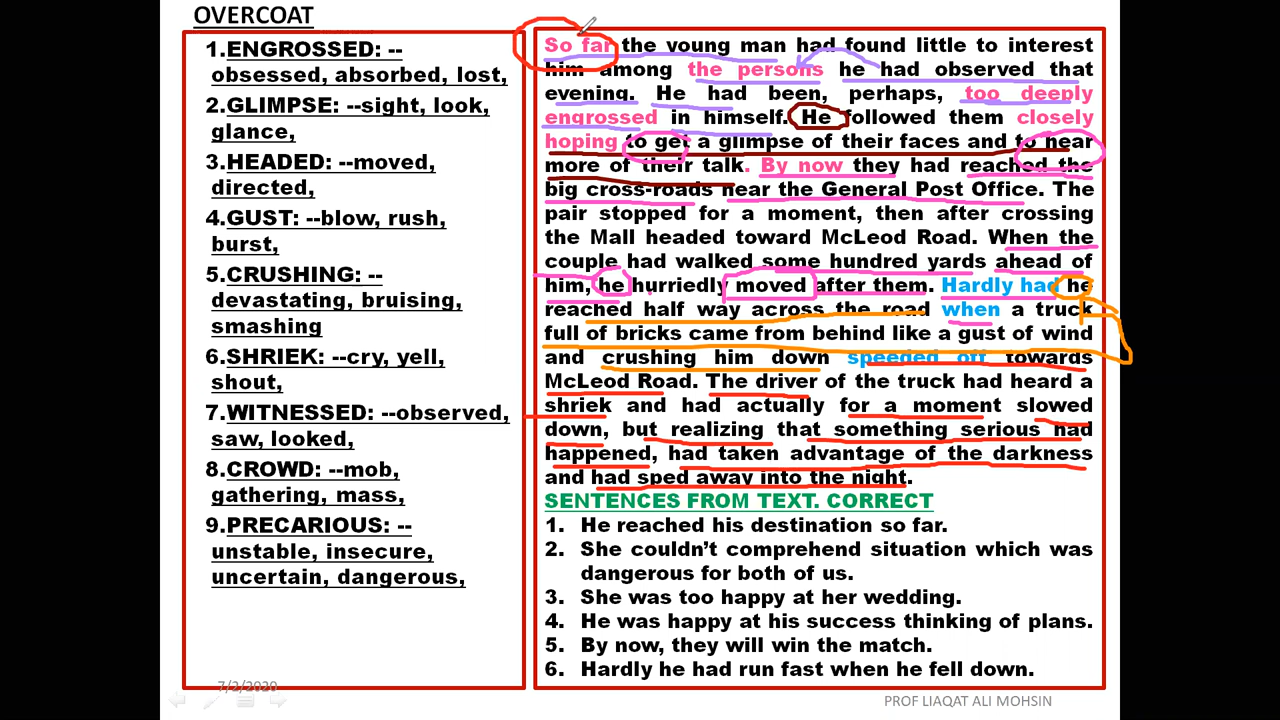 OVERCOAT
1.ENGROSSED: --
obsessed, absorbed, lost,
2.GLIMPSE: --sight, look,
glance,
3.HEADED: --moved,
directed,
4.GUST: --blow, rush,
burst,
5.CRUSHING: --
devastating, bruising,
smashing
6.SHRIEK: --cry, yell,
shout,
7.WITNESSED: --observed,
saw, looked,
8.CROWD: --mob,
gathering, mass,
9.PRECARIOUS: --
unstable, insecure,
uncertain, dangerous,
So far the young man had found little to interest
him among the persons he had observed that
evening. He had been, perhaps, too deeply
engrossed in himself. He followed them closely
hoping to get a glimpse of their faces and to hear
more of their talk. By now they had reached the
big cross-roads near the General Post Office. The
pair stopped for a moment, then after crossing
the Mall headed toward McLeod Road. When the
couple had walked some hundred yards ahead of
him, he hurriedly moved after them. Hardly had he
reached half way across the road when a truck
full of bricks came from behind like a gust of wind
and crushing him down speeded off towards
McLeod Road. The driver of the truck had heard a
shriek and had actually for a moment slowed
down, but realizing that something serious had
happened, had taken advantage of the darkness
and had sped away into the night.
SENTENCES FROM TEXT. CORRECT
1. He reached his destination so far.
2. She couldn't comprehend situation which was
dangerous for both of us.
3. She was too happy at her wedding.
4. He was happy at his success thinking of plans.
5. By now, they will win the match.
6. Hardly he had run fast when he fell down.
7/2/2020
PROF LIAQAT ALI MOHSIN